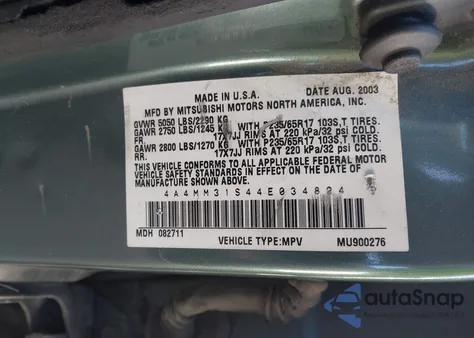 MADE IN U.S.A. DATE AUG. 2003
MFD BY MITSUBISHI MOTORS NORTH AMERICA, INC.
GVWR 5050 LBS/2290 KG
GAWR 2750 LBS/1245 KG WITH P235/65R17 103S,T TIRES.
FR. 17X7JJ RIMS AT 220 kPa/32 psi COLD.
GAWR 2800 LBS/1270 KG WITH P235/65R17 103S,T TIRES.
RR. 17X7JJ RIMS AT 220 kPa/32 psi COLD.
THIS VEHICLE CONFORMS TO ALL APPLICABLE FEDERAL MOTOR
VEHICLE SAFETY STANDARDS IN EFFECT ON THE DATE OF
MANUFACTURE SHOWN ABOVE.
4A4MM31S44E034804
MDH 082711 VEHICLE TYPE:MPV MU900276
autoSnap